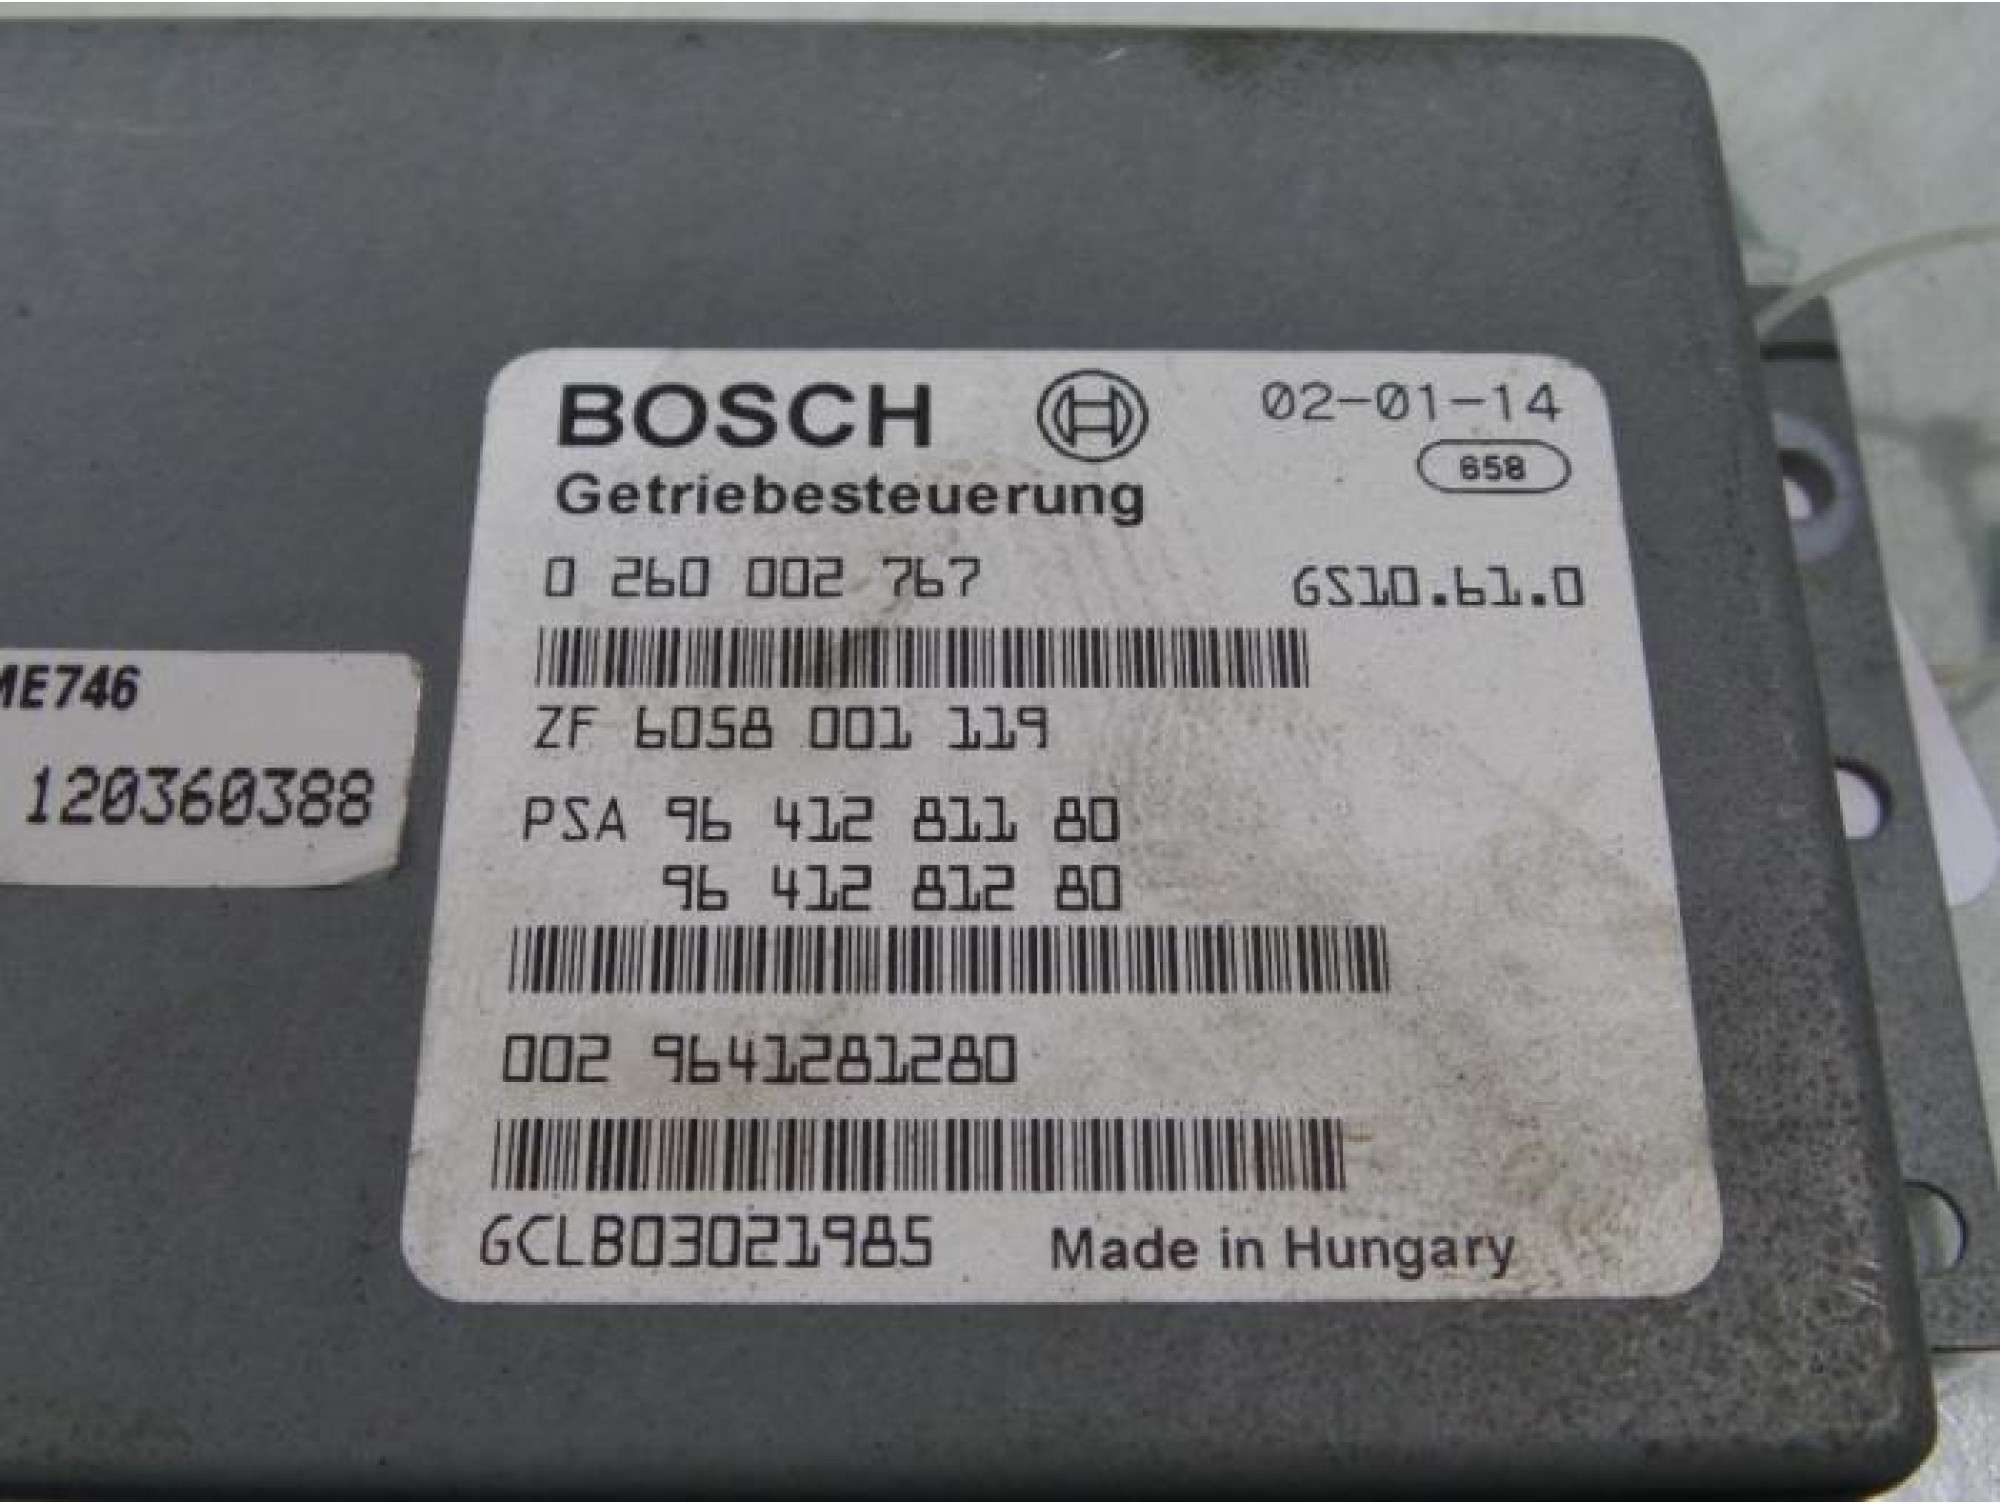 BOSCH
02-01-14
658
Getriebesteuerung
0 260 002 767
GS10.61.0
ME746
120360388
ZF 6058 001 119
PSA 96 412 811 80
96 412 812 80
002 9641281280
GCLB03021985
Made in Hungary